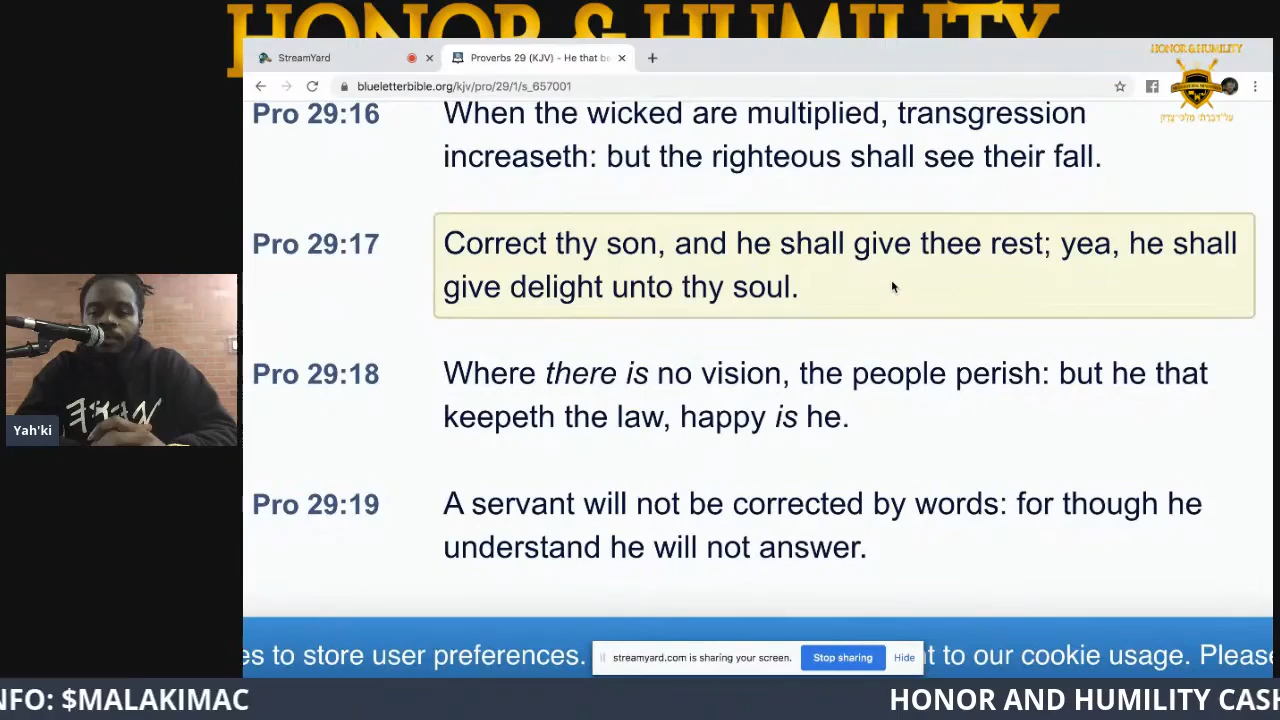 HONOR & HUMILITY
StreamYard
Proverbs 29 (KJV) - He that be
HONOR & HUMILITY
blueletterbible.org/kjv/pro/29/1/s_657001
Pro 29:16
When the wicked are multiplied, transgression
increaseth: but the righteous shall see their fall.
Pro 29:17
Correct thy son, and he shall give thee rest; yea, he shall
give delight unto thy soul.
Pro 29:18
Where there is no vision, the people perish: but he that
keepeth the law, happy is he.
Pro 29:19
A servant will not be corrected by words: for though he
understand he will not answer.
Yah'ki
es to store user preferences.
streamyard.com is sharing your screen.
Stop sharing
Hide
t to our cookie usage. Please
NFO: $MALAKIMAC
HONOR AND HUMILITY CASH